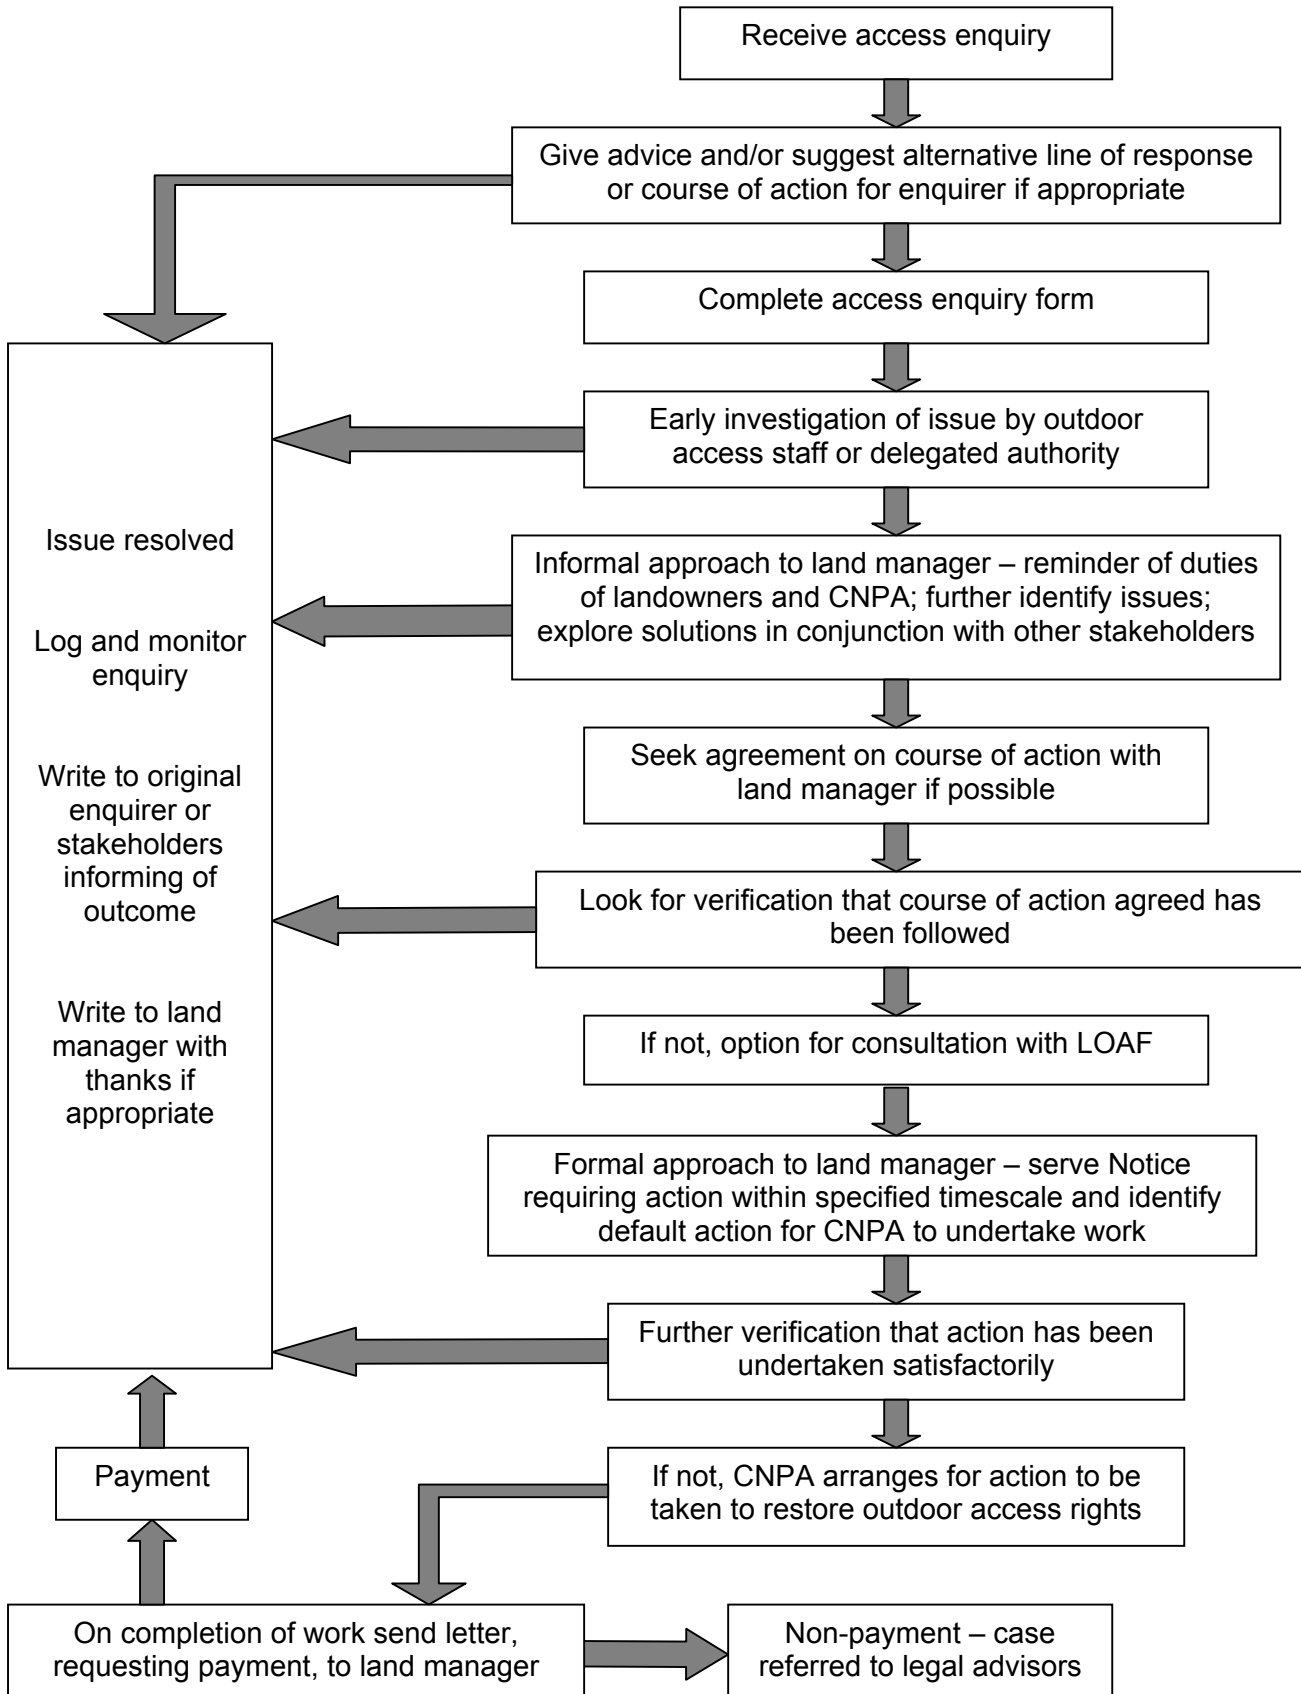 Receive access enquiry
Give advice and/or suggest alternative line of response
or course of action for enquirer if appropriate
Complete access enquiry form
Early investigation of issue by outdoor
access staff or delegated authority
Informal approach to land manager – reminder of duties
of landowners and CNPA; further identify issues;
explore solutions in conjunction with other stakeholders
Seek agreement on course of action with
land manager if possible
Look for verification that course of action agreed has
been followed
If not, option for consultation with LOAF
Formal approach to land manager – serve Notice
requiring action within specified timescale and identify
default action for CNPA to undertake work
Further verification that action has been
undertaken satisfactorily
If not, CNPA arranges for action to be
taken to restore outdoor access rights
On completion of work send letter,
requesting payment, to land manager
Non-payment – case
referred to legal advisors
Payment
Issue resolved
Log and monitor
enquiry
Write to original
enquirer or
stakeholders
informing of
outcome
Write to land
manager with
thanks if
appropriate